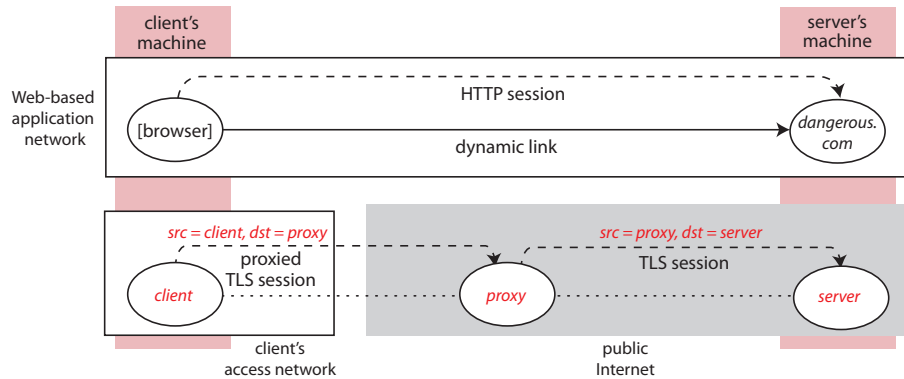 client's
machine
server's
machine
Web-based
application
network
HTTP session
[browser]
dynamic link
dangerous.
com
src = client, dst = proxy
proxied
TLS session
src = proxy, dst = server
TLS session
client
proxy
server
client's
access network
public
Internet